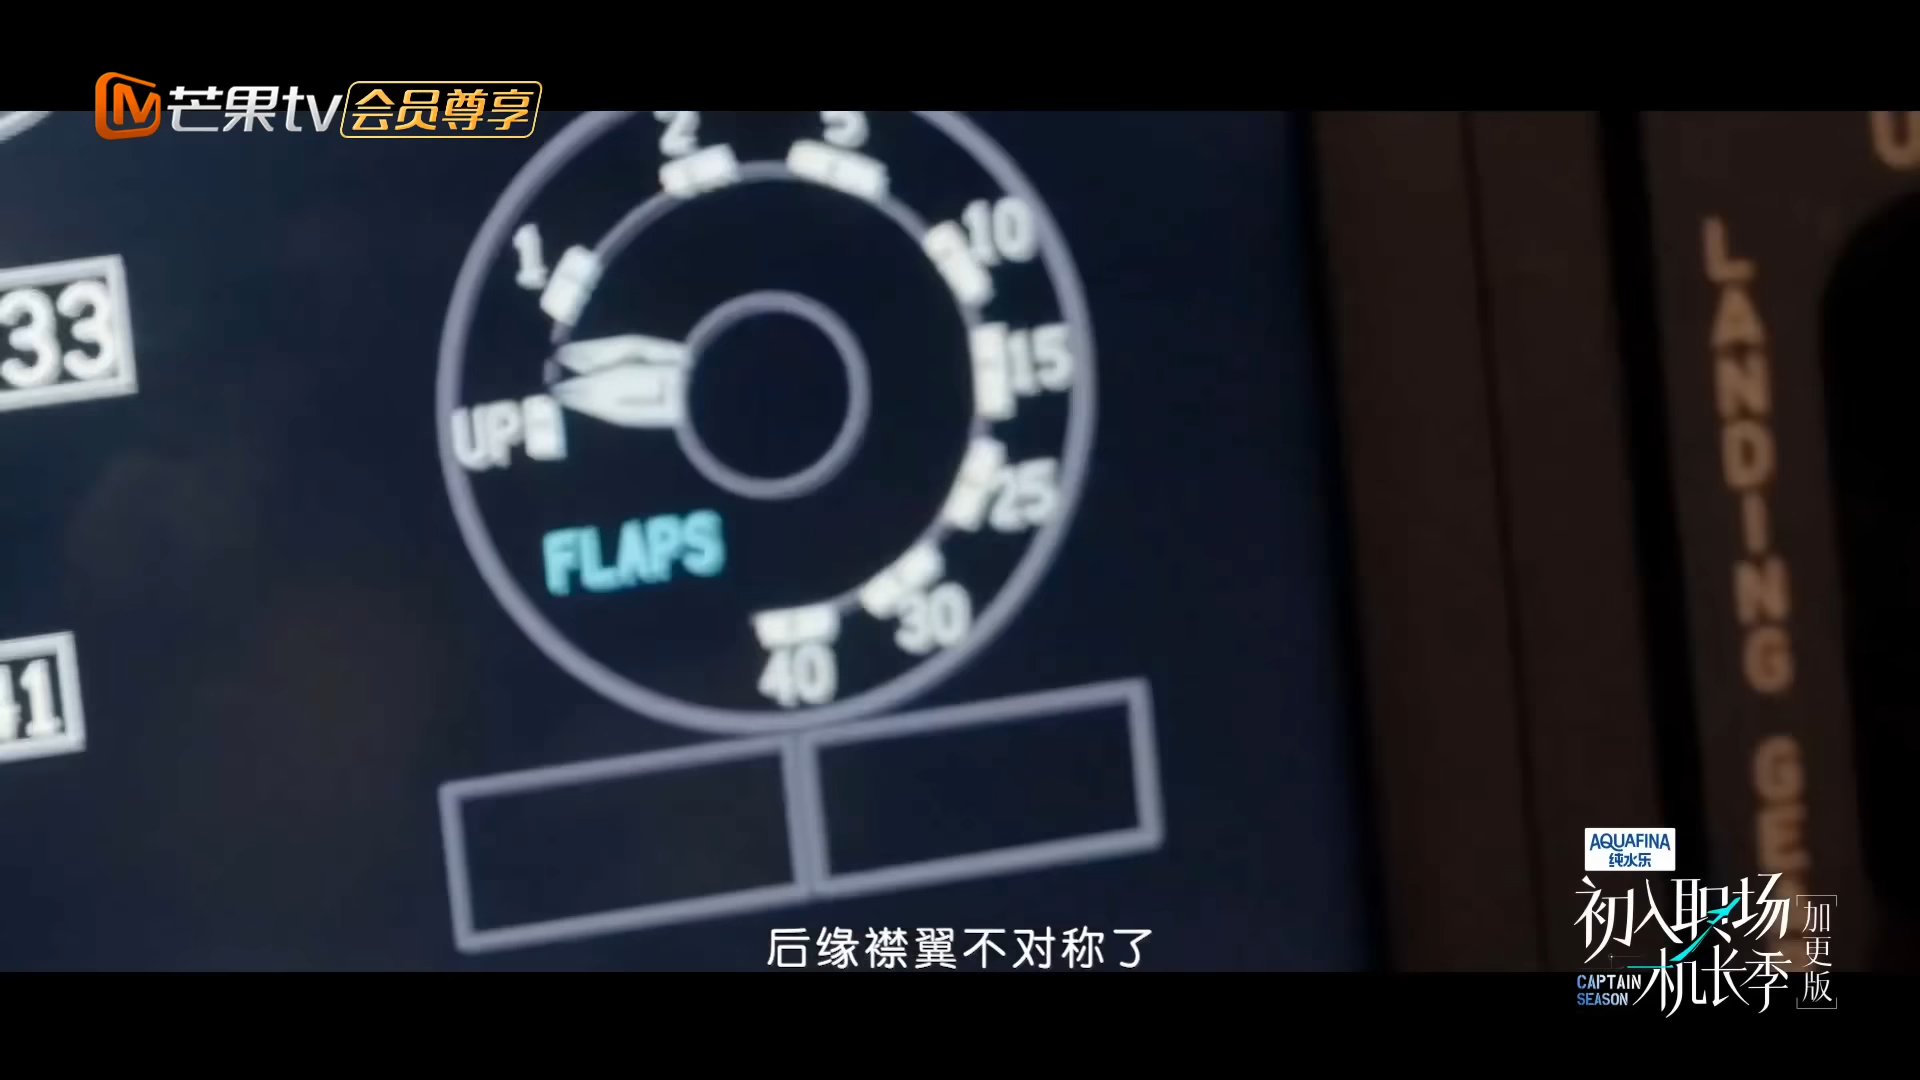 芒果tv 会员尊享
2
5
1
10
33
15
UP
25
FLAPS
30
41
40
LANDING GE
AQUAFINA
纯水乐
初入职场
机长季
加更版
CAPTAIN
SEASON
后缘襟翼不对称了